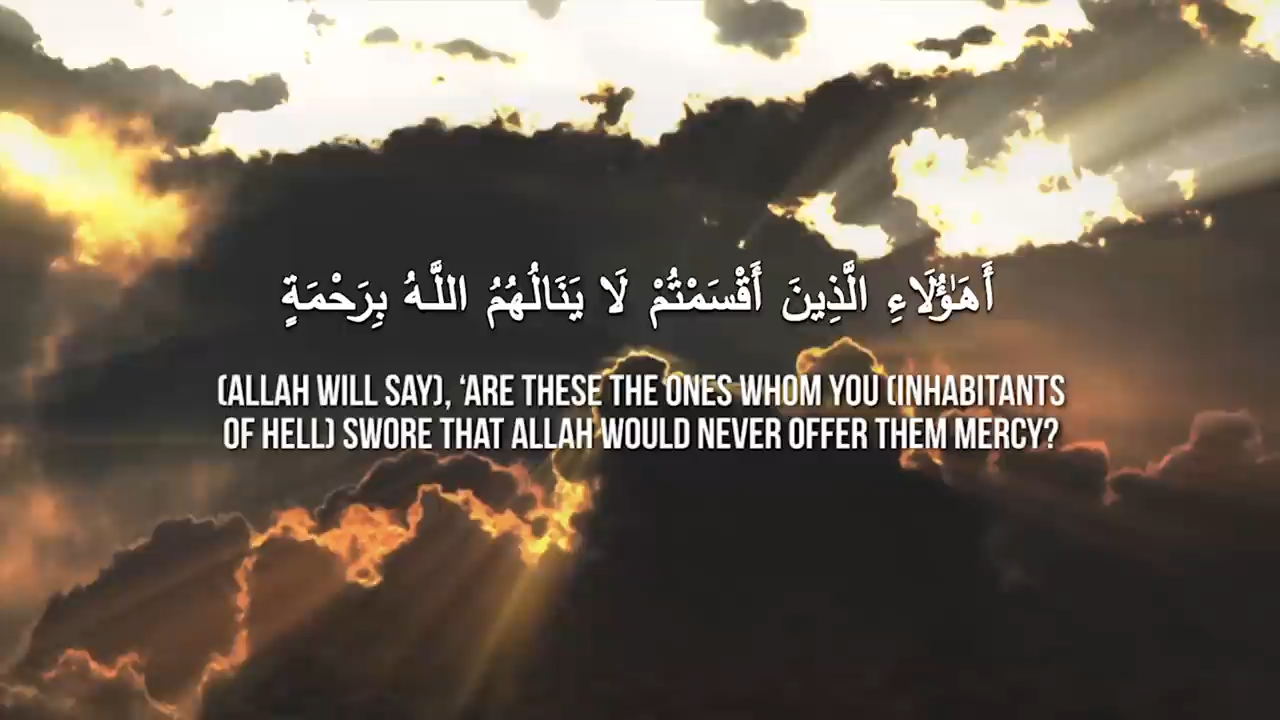 أَهَٰؤُلَاءِ الَّذِينَ أَقْسَمْتُمْ لَا يَنَالُهُمُ اللَّهُ بِرَحْمَةٍ
(ALLAH WILL SAY), ‘ARE THESE THE ONES WHOM YOU (INHABITANTS
OF HELL) SWORE THAT ALLAH WOULD NEVER OFFER THEM MERCY?